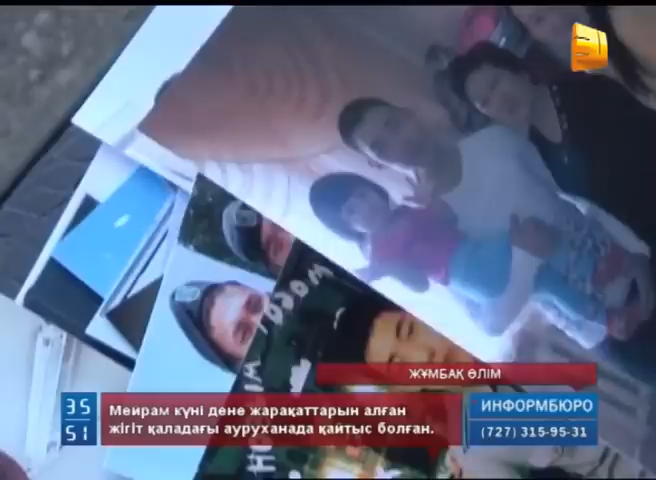 ЖҰМБАҚ ӨЛІМ
35
51
Мейрам күні дене жарақаттарын алған
жігіт қаладағы ауруханада қайтыс болған.
ИНФОРМБЮРО
(727) 315-95-31